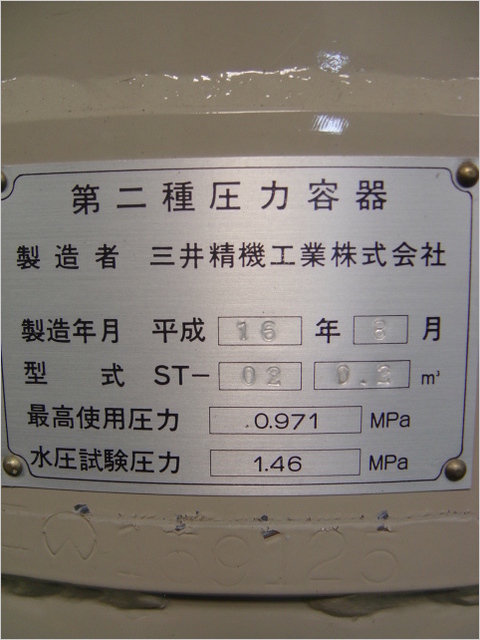 第二種圧力容器
製造者 三井精機工業株式会社
製造年月 平成 16 年 8 月
型式 ST- 02 0.2 m³
最高使用圧力 0.971 MPa
水圧試験圧力 1.46 MPa
W159125